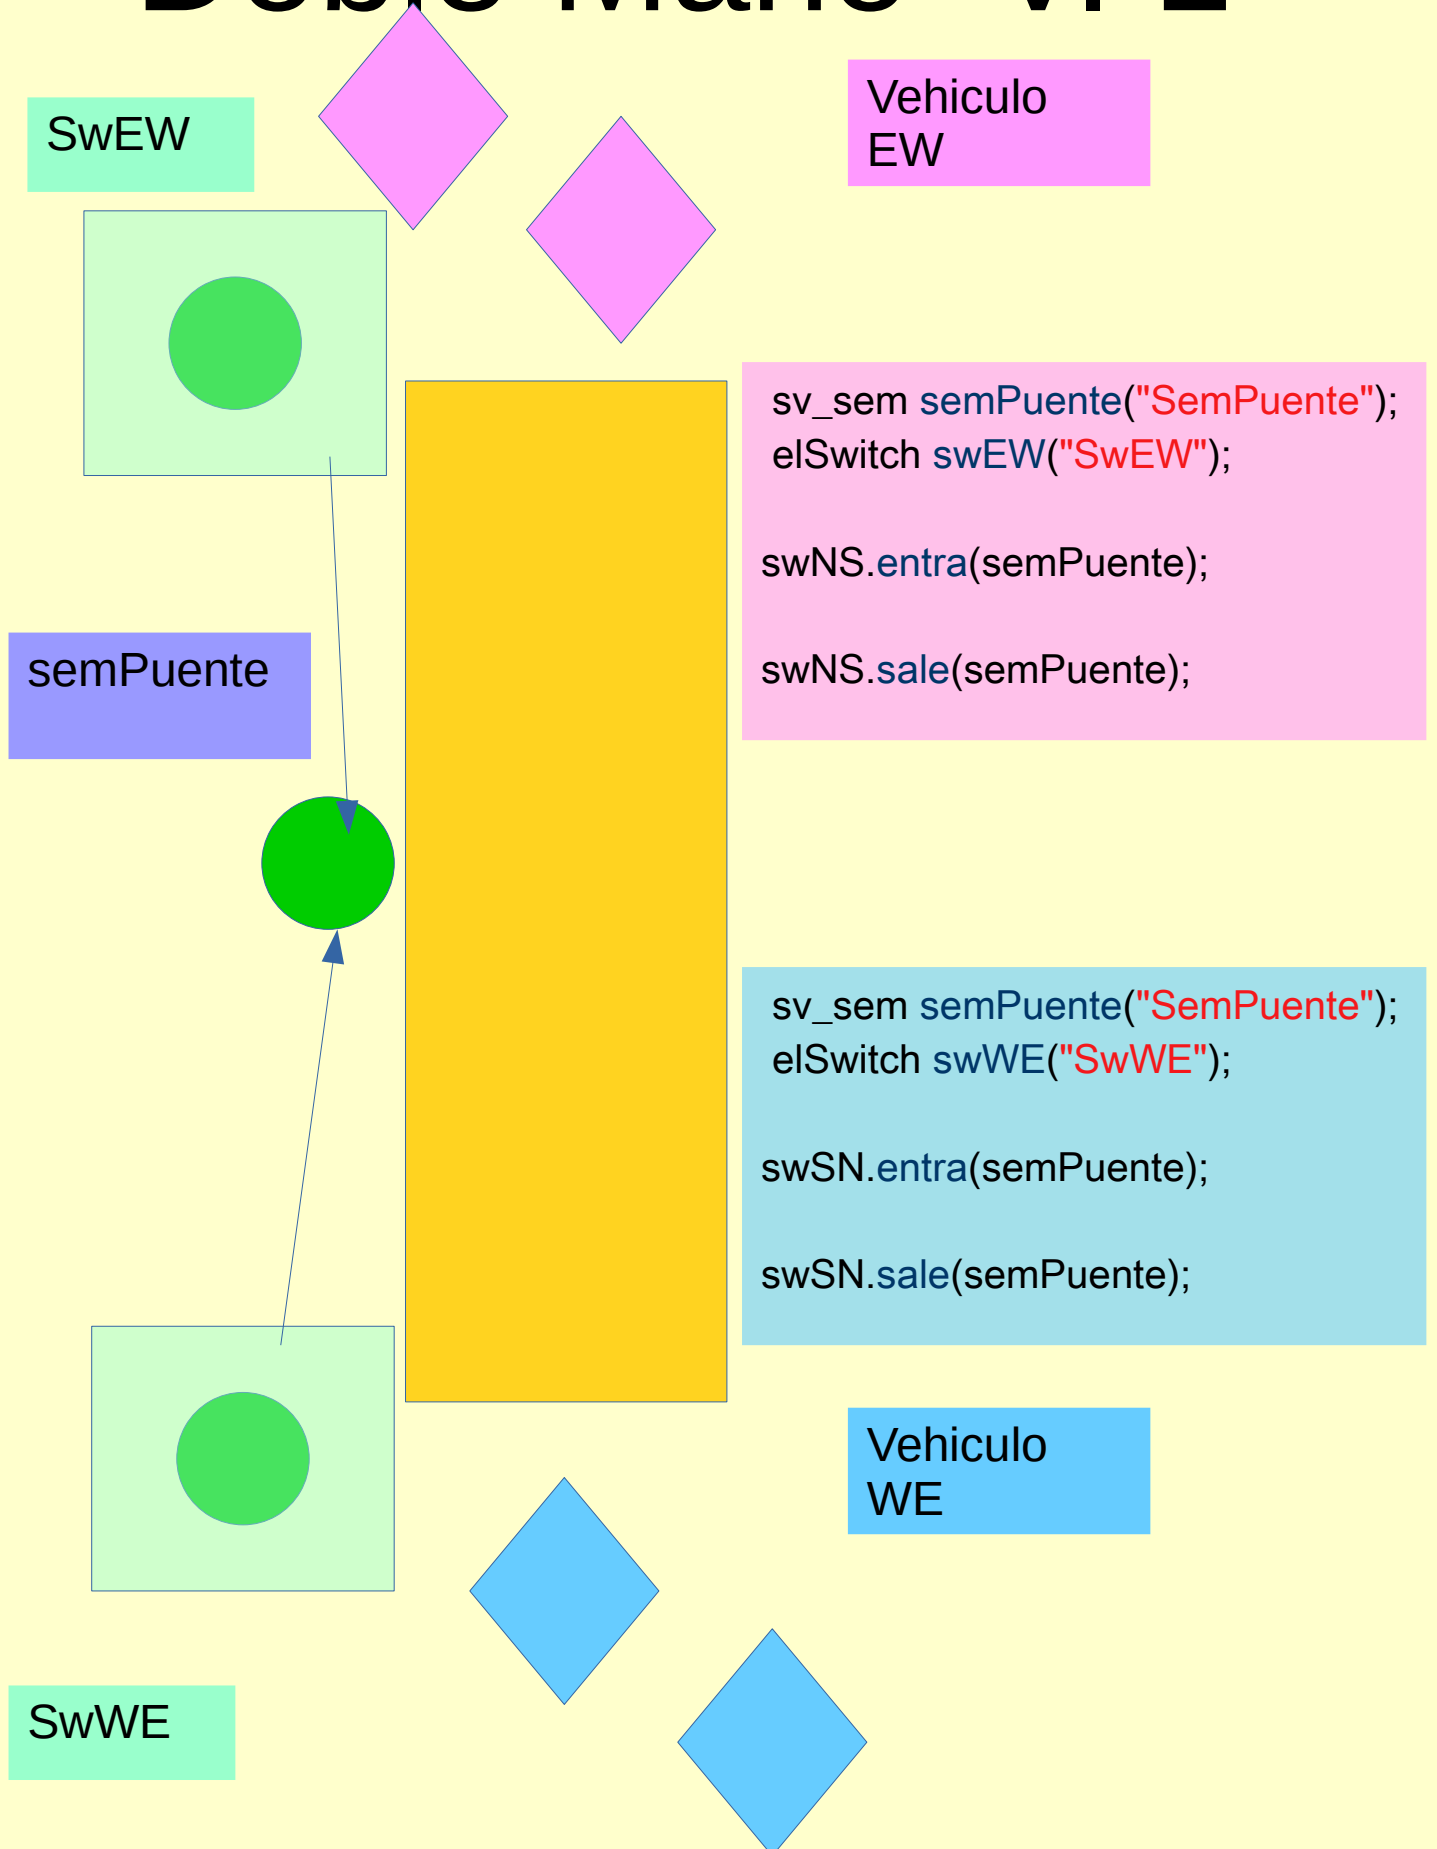 SwEW
Vehiculo
EW
sv_sem semPuente("SemPuente");
elSwitch swEW("SwEW");
swNS.entra(semPuente);
swNS.sale(semPuente);
semPuente
sv_sem semPuente("SemPuente");
elSwitch swWE("SwWE");
swSN.entra(semPuente);
swSN.sale(semPuente);
Vehiculo
WE
SwWE